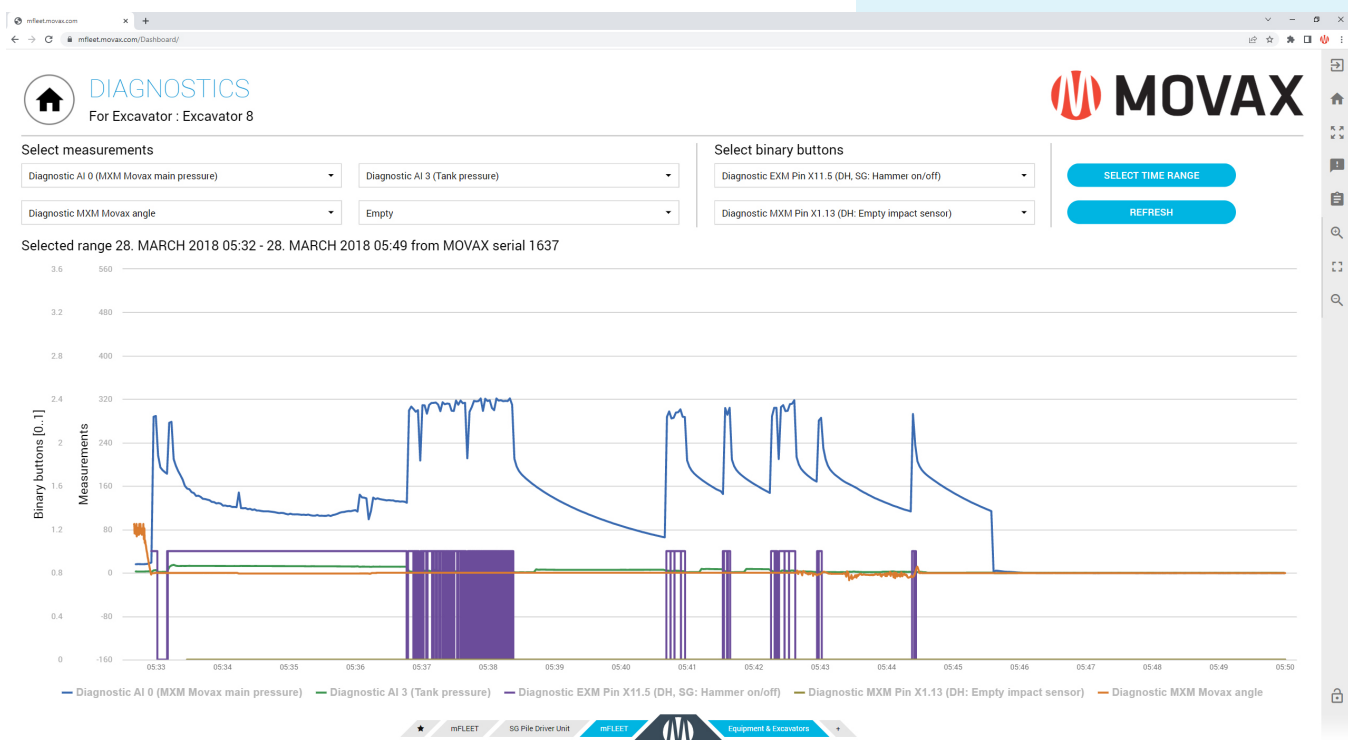 mfleet.movax.com
mfleet.movax.com/Dashboard/
DIAGNOSTICS
For Excavator : Excavator 8
MOVAX
Select measurements
Select binary buttons
Diagnostic AI 0 (MXM Movax main pressure)
Diagnostic AI 3 (Tank pressure)
Diagnostic EXM Pin X11.5 (DH, SG: Hammer on/off)
SELECT TIME RANGE
Diagnostic MXM Movax angle
Empty
Diagnostic MXM Pin X1.13 (DH: Empty impact sensor)
REFRESH
Selected range 28. MARCH 2018 05:32 - 28. MARCH 2018 05:49 from MOVAX serial 1637
3.6 560
3.2 480
2.8 400
2.4 320
2 240
1.6 160
1.2 80
0.8 0
0.4 -80
0 -160
Binary buttons [0..1]
Measurements
05:33 05:34 05:35 05:36 05:37 05:38 05:39 05:40 05:41 05:42 05:43 05:44 05:45 05:46 05:47 05:48 05:49 05:50
Diagnostic AI 0 (MXM Movax main pressure) Diagnostic AI 3 (Tank pressure) Diagnostic EXM Pin X11.5 (DH, SG: Hammer on/off) Diagnostic MXM Pin X1.13 (DH: Empty impact sensor) Diagnostic MXM Movax angle
mFLEET SG Pile Driver Unit mFLEET Equipment & Excavators +